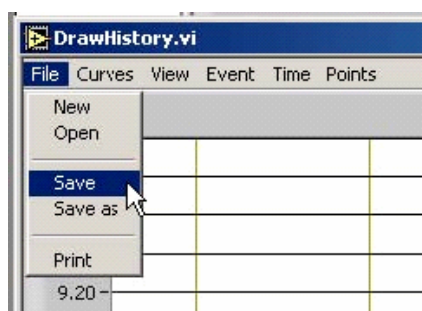 DrawHistory.vi
File Curves View Event Time Points
New
Open
Save
Save as
Print
9.20